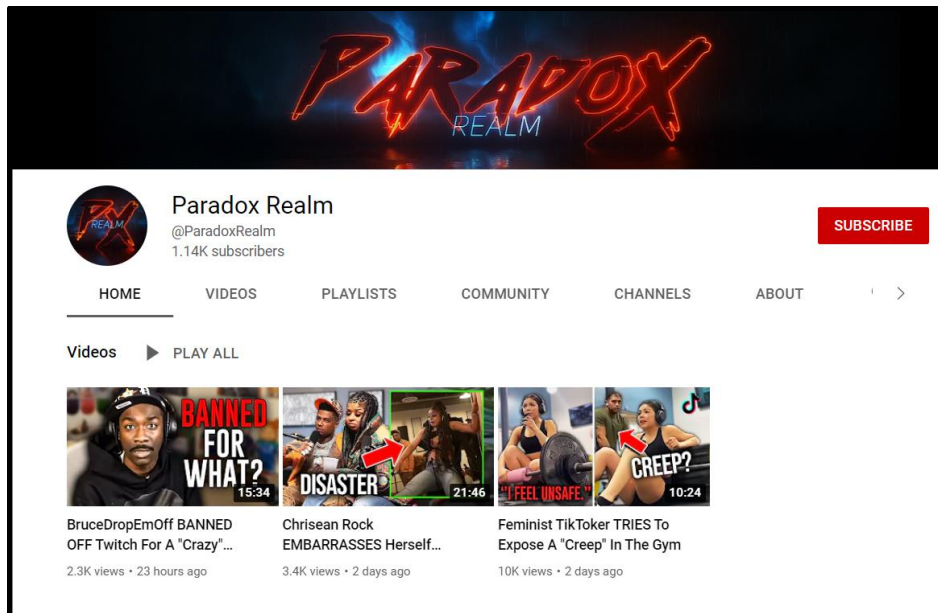 PARADOX
REALM
PX
REALM
Paradox Realm
@ParadoxRealm
1.14K subscribers
SUBSCRIBE
HOME VIDEOS PLAYLISTS COMMUNITY CHANNELS ABOUT
Videos PLAY ALL
BANNED
FOR
WHAT?
15:34
DISASTER
21:46
"I FEEL UNSAFE."
CREEP?
10:24
BruceDropEmOff BANNED
OFF Twitch For A "Crazy"...
2.3K views • 23 hours ago
Chrisean Rock
EMBARRASSES Herself...
3.4K views • 2 days ago
Feminist TikToker TRIES To
Expose A "Creep" In The Gym
10K views • 2 days ago